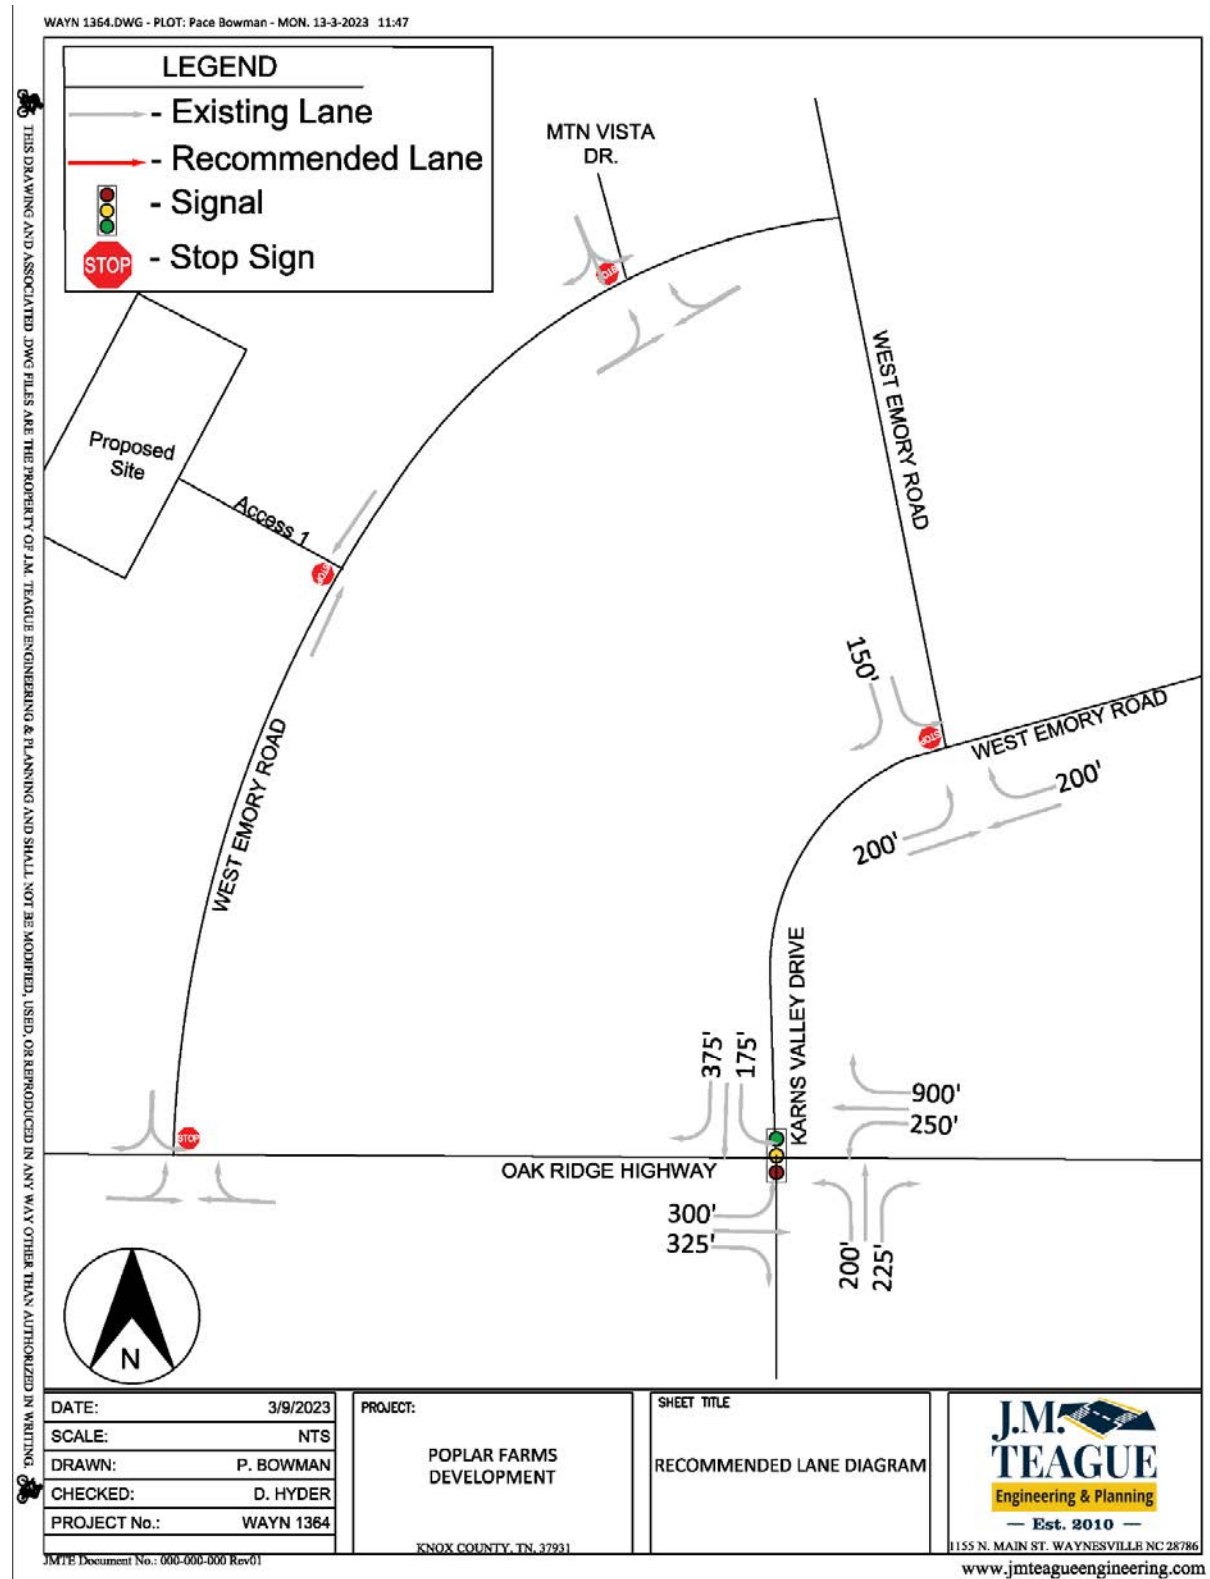 WAYN 1364.DWG - PLOT: Pace Bowman - MON. 13-3-2023 11:47
THIS DRAWING AND ASSOCIATED .DWG FILES ARE THE PROPERTY OF J.M. TEAGUE ENGINEERING & PLANNING AND SHALL NOT BE MODIFIED, USED, OR REPRODUCED IN ANY WAY OTHER THAN AUTHORIZED IN WRITING.
LEGEND
- Existing Lane
- Recommended Lane
- Signal
STOP
- Stop Sign
MTN VISTA
DR.
STOP
WEST EMORY ROAD
Proposed
Site
Access 1
STOP
150'
STOP
WEST EMORY ROAD
200'
200'
WEST EMORY ROAD
KARNS VALLEY DRIVE
375'
175'
900'
250'
STOP
OAK RIDGE HIGHWAY
300'
325'
200'
225'
N
DATE: 3/9/2023
SCALE: NTS
DRAWN: P. BOWMAN
CHECKED: D. HYDER
PROJECT No.: WAYN 1364
PROJECT:
POPLAR FARMS
DEVELOPMENT
KNOX COUNTY, TN, 37931
SHEET TITLE
RECOMMENDED LANE DIAGRAM
J.M.
TEAGUE
Engineering & Planning
— Est. 2010 —
1155 N. MAIN ST. WAYNESVILLE NC 28786
JMTE Document No.: 000-000-000 Rev01
www.jmteagueengineering.com